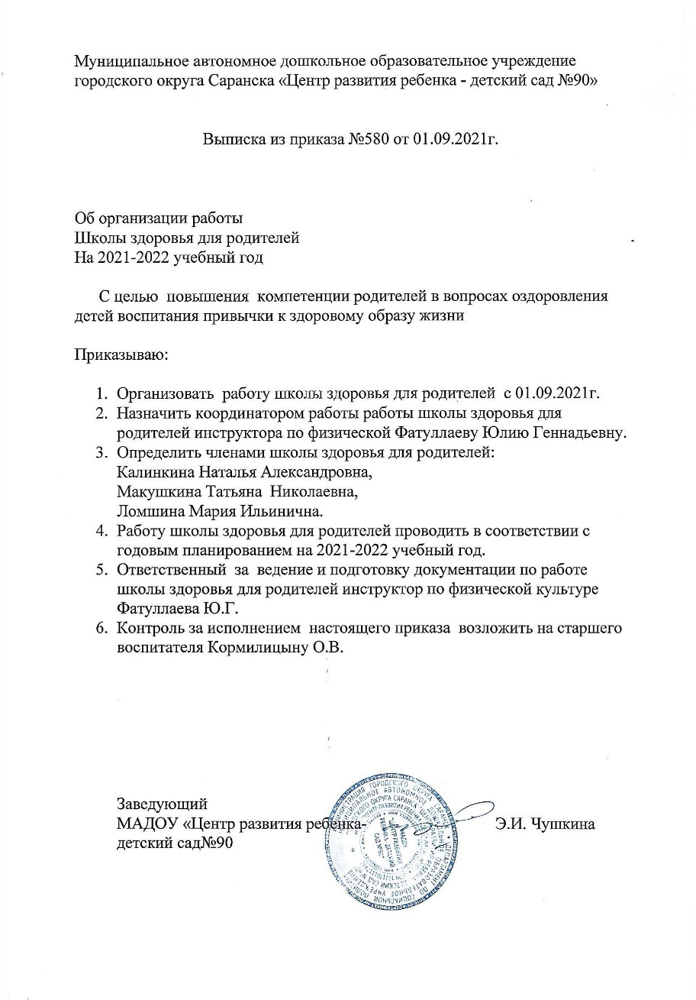 Муниципальное автономное дошкольное образовательное учреждение
городского округа Саранска «Центр развития ребенка - детский сад №90»
Выписка из приказа №580 от 01.09.2021г.
Об организации работы
Школы здоровья для родителей
На 2021-2022 учебный год
С целью повышения компетенции родителей в вопросах оздоровления
детей воспитания привычки к здоровому образу жизни
Приказываю:
1. Организовать работу школы здоровья для родителей с 01.09.2021г.
2. Назначить координатором работы работы школы здоровья для
родителей инструктора по физической Фатуллаеву Юлию Геннадьевну.
3. Определить членами школы здоровья для родителей:
Калинкина Наталья Александровна,
Макушкина Татьяна Николаевна,
Ломшина Мария Ильинична.
4. Работу школы здоровья для родителей проводить в соответствии с
годовым планированием на 2021-2022 учебный год.
5. Ответственный за ведение и подготовку документации по работе
школы здоровья для родителей инструктор по физической культуре
Фатуллаева Ю.Г.
6. Контроль за исполнением настоящего приказа возложить на старшего
воспитателя Кормилицыну О.В.
Заведующий
МАДОУ «Центр развития ребенка- Э.И. Чушкина
детский сад№90
МАДОУ
"ЦЕНТР РАЗВИТИЯ
РЕБЕНКА - ДЕТСКИЙ
САД №90"